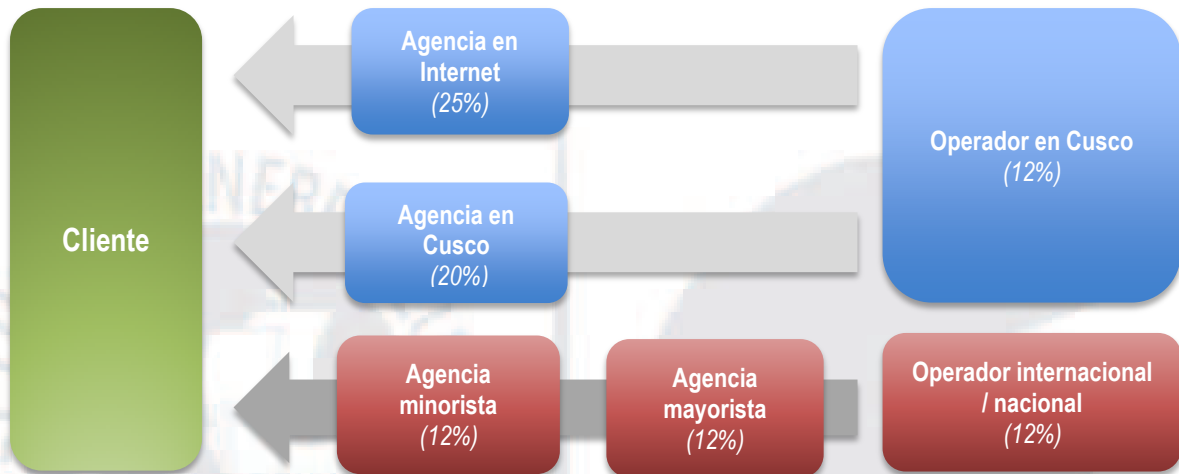 Cliente
Agencia en
Internet
(25%)
Agencia en
Cusco
(20%)
Operador en Cusco
(12%)
Agencia
minorista
(12%)
Agencia
mayorista
(12%)
Operador internacional
/ nacional
(12%)